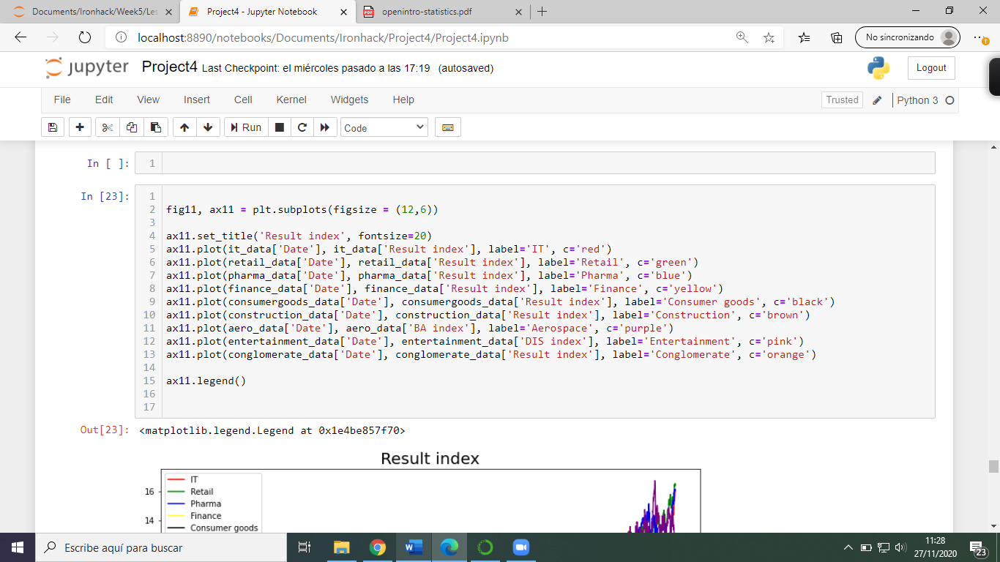 Documents/Ironhack/Week5/Les
Project4 - Jupyter Notebook
PDF
openintro-statistics.pdf
localhost:8890/notebooks/Documents/Ironhack/Project4/Project4.ipynb
No sincronizando
jupyter Project4 Last Checkpoint: el miércoles pasado a las 17:19 (autosaved)
Logout
File Edit View Insert Cell Kernel Widgets Help
Trusted
Python 3
Run
Code
In [ ]:
1
In [23]:
1
2 fig11, ax11 = plt.subplots(figsize = (12,6))
3
4 ax11.set_title('Result index', fontsize=20)
5 ax11.plot(it_data['Date'], it_data['Result index'], label='IT', c='red')
6 ax11.plot(retail_data['Date'], retail_data['Result index'], label='Retail', c='green')
7 ax11.plot(pharma_data['Date'], pharma_data['Result index'], label='Pharma', c='blue')
8 ax11.plot(finance_data['Date'], finance_data['Result index'], label='Finance', c='yellow')
9 ax11.plot(consumergoods_data['Date'], consumergoods_data['Result index'], label='Consumer goods', c='black')
10 ax11.plot(construction_data['Date'], construction_data['Result index'], label='Construction', c='brown')
11 ax11.plot(aero_data['Date'], aero_data['BA index'], label='Aerospace', c='purple')
12 ax11.plot(entertainment_data['Date'], entertainment_data['DIS index'], label='Entertainment', c='pink')
13 ax11.plot(conglomerate_data['Date'], conglomerate_data['Result index'], label='Conglomerate', c='orange')
14
15 ax11.legend()
16
17
Out[23]: <matplotlib.legend.Legend at 0x1e4be857f70>
Result index
IT
16
Retail
Pharma
Finance
14
Consumer goods
Escribe aquí para buscar
11:28
27/11/2020
23